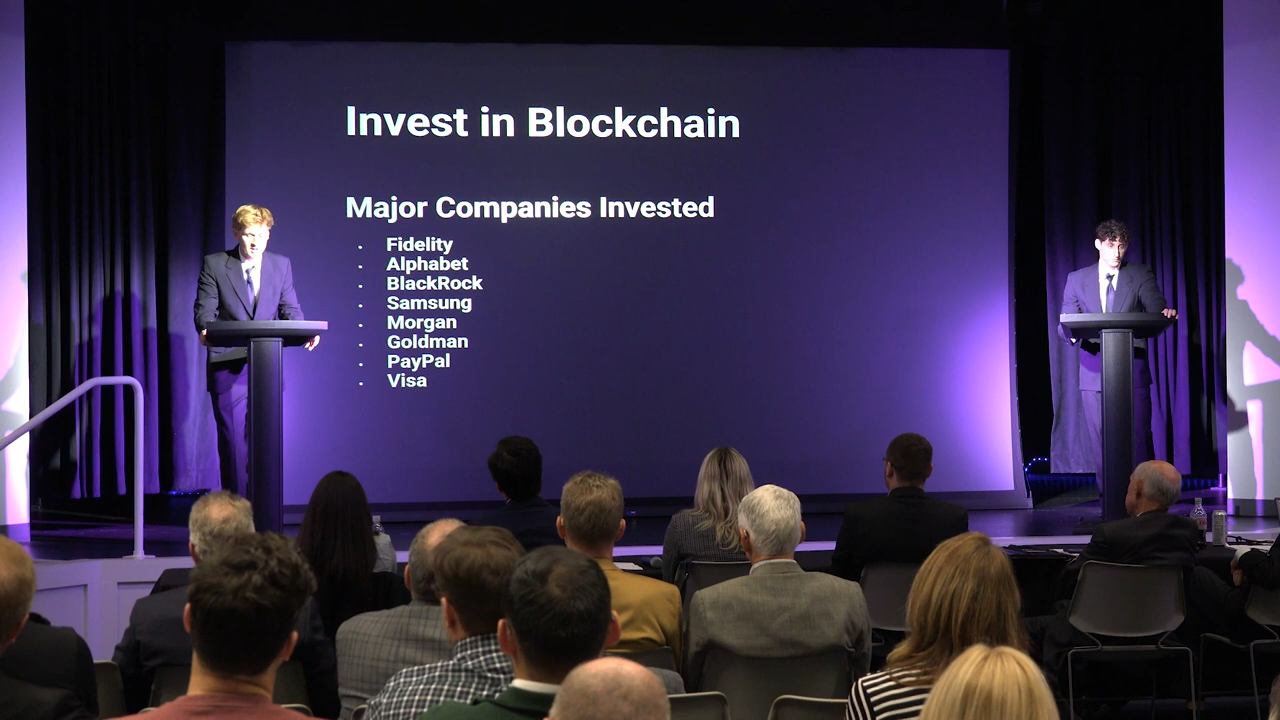 Invest in Blockchain
Major Companies Invested
. Fidelity
. Alphabet
. BlackRock
. Samsung
. Morgan
. Goldman
. PayPal
. Visa